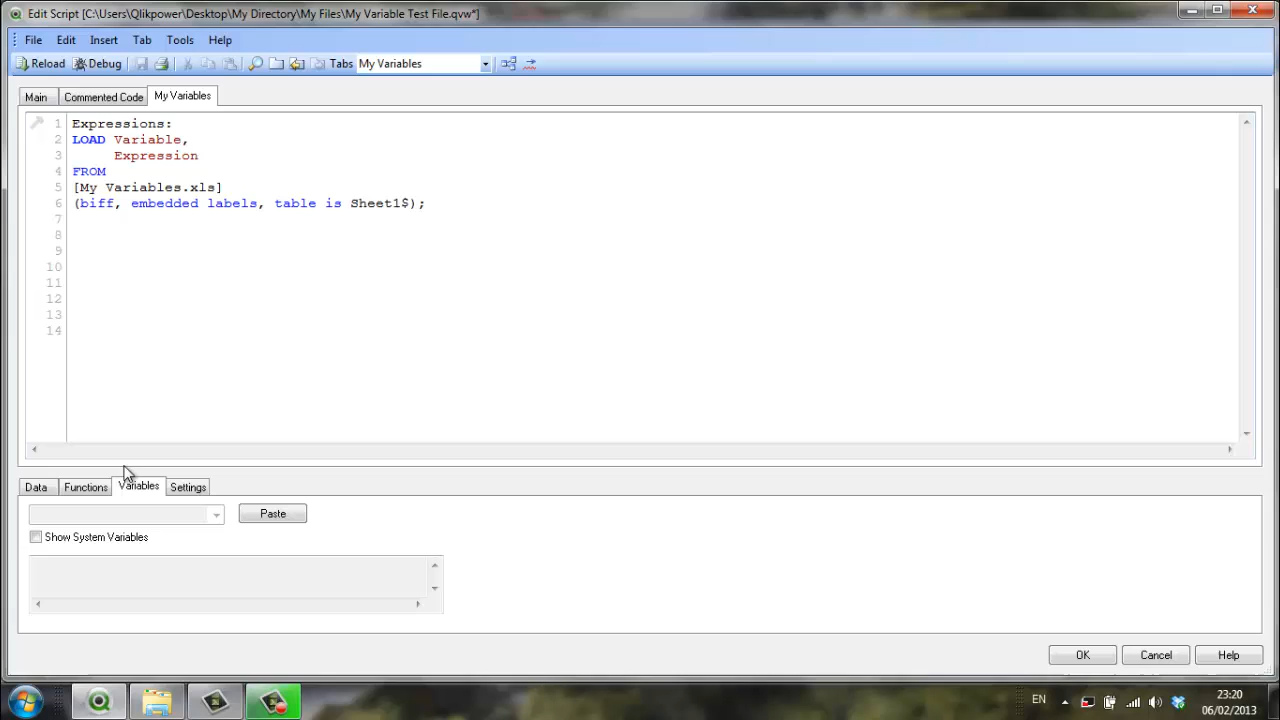 Edit Script [C:\Users\Qlikpower\Desktop\My Directory\My Files\My Variable Test File.qvw*]
File Edit Insert Tab Tools Help
Reload Debug Tabs My Variables
Main Commented Code My Variables
1 Expressions:
2 LOAD Variable,
3 Expression
4 FROM
5 [My Variables.xls]
6 (biff, embedded labels, table is Sheet1$);
7
8
9
10
11
12
13
14
Data Functions Variables Settings
Paste
Show System Variables
OK Cancel Help
EN 23:20
06/02/2013